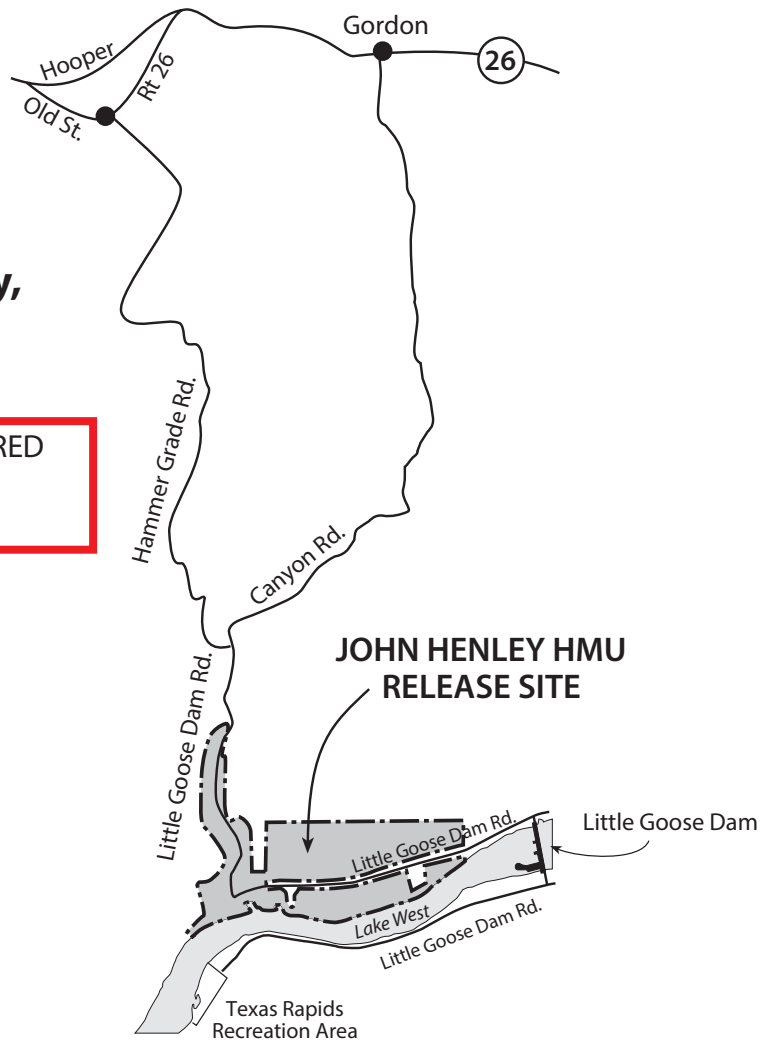 Gordon
26
Hooper
Rt 26
Old St.
y,
RED
Hammer Grade Rd.
Canyon Rd.
JOHN HENLEY HMU
RELEASE SITE
Little Goose Dam Rd.
Little Goose Dam Rd.
Little Goose Dam
Lake West
Little Goose Dam Rd.
Texas Rapids
Recreation Area